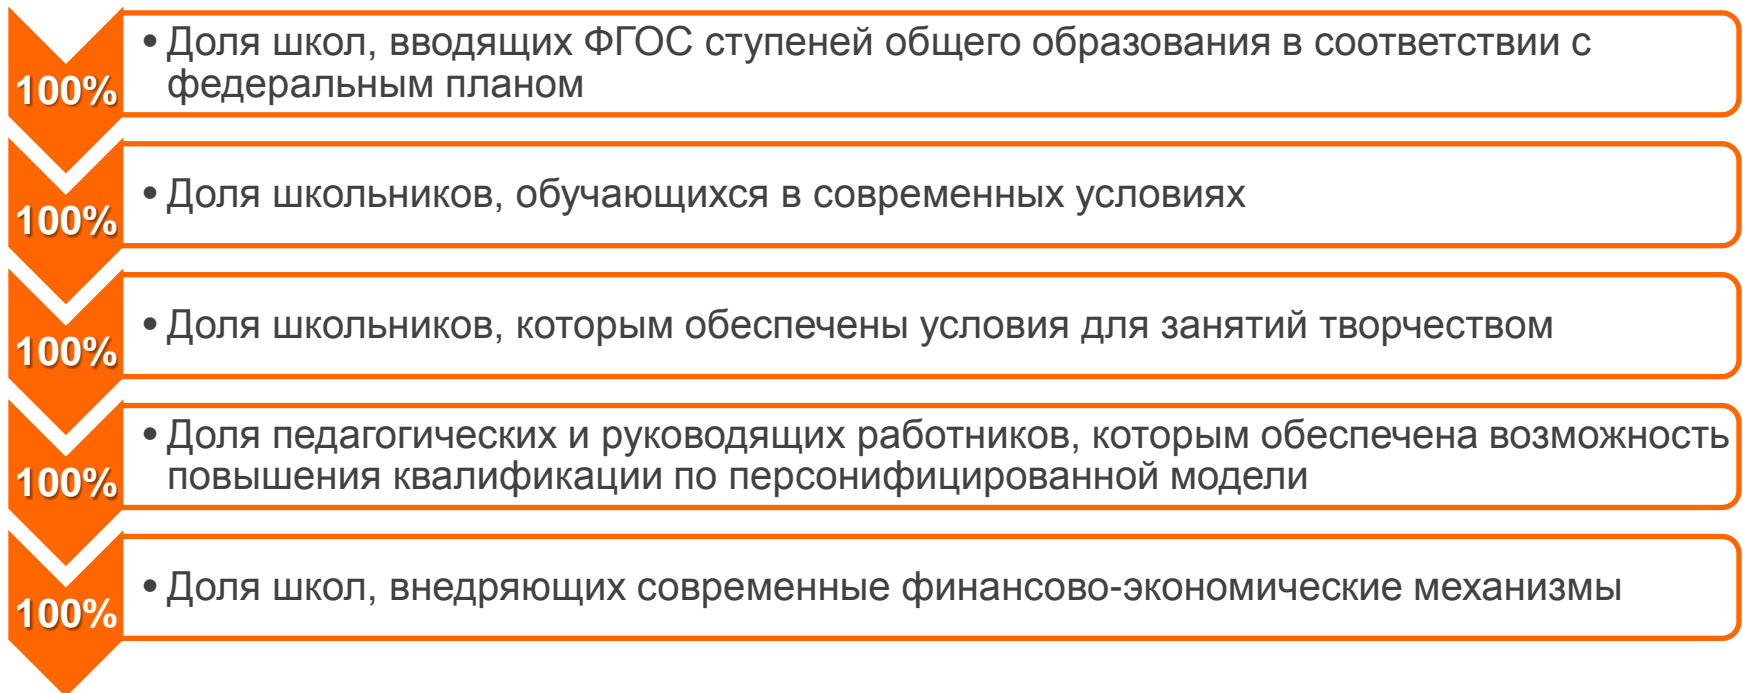 • Доля школ, вводящих ФГОС ступеней общего образования в соответствии с
федеральным планом
100%
• Доля школьников, обучающихся в современных условиях
100%
• Доля школьников, которым обеспечены условия для занятий творчеством
100%
• Доля педагогических и руководящих работников, которым обеспечена возможность
повышения квалификации по персонифицированной модели
100%
• Доля школ, внедряющих современные финансово-экономические механизмы
100%